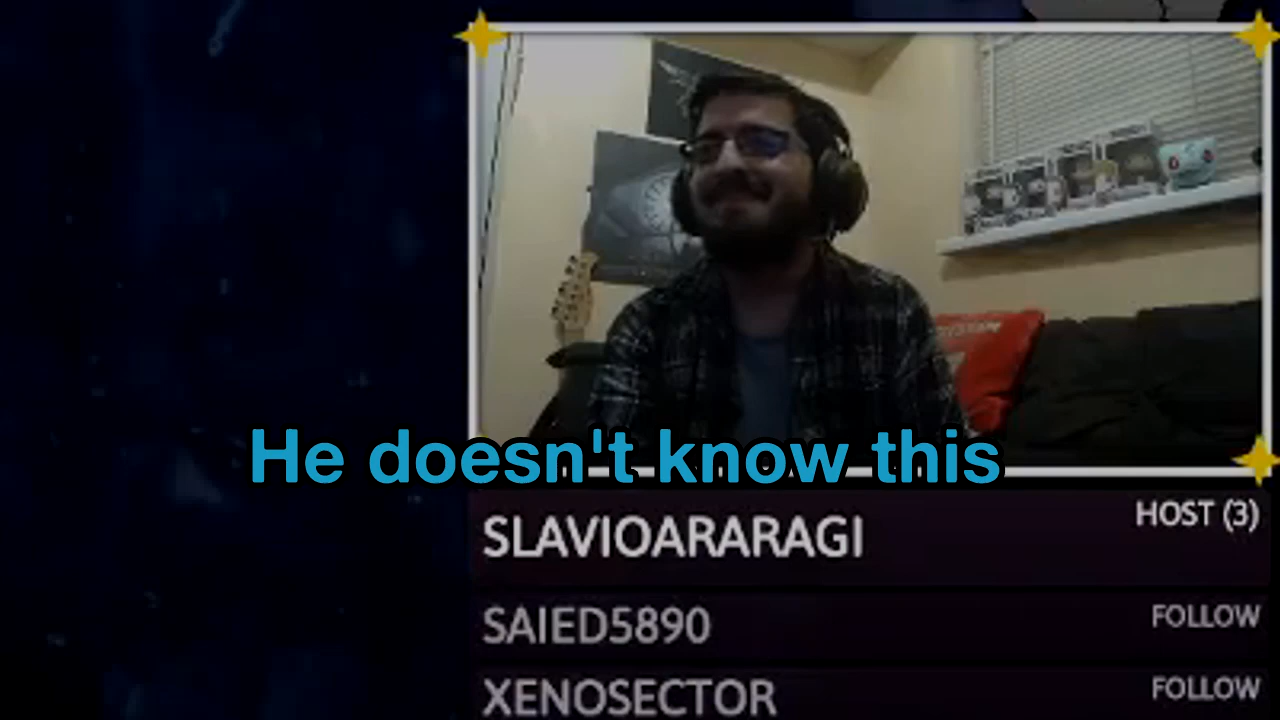 He doesn't know this
SLAVIOARARAGI
HOST (3)
SAIED5890
FOLLOW
XENOSECTOR
FOLLOW